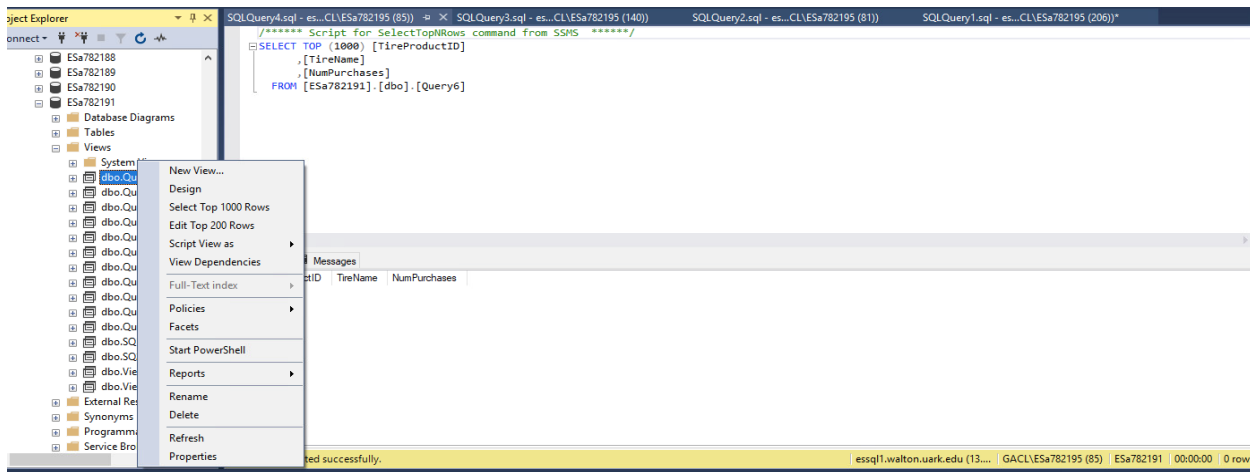 oject Explorer
SQLQuery4.sql - es...CL\ESa782195 (85)) SQLQuery3.sql - es...CL\ESa782195 (140)) SQLQuery2.sql - es...CL\ESa782195 (81)) SQLQuery1.sql - es...CL\ESa782195 (206))*
onnect
ESa782188
ESa782189
ESa782190
ESa782191
Database Diagrams
Tables
Views
System
dbo.Qu
dbo.Qu
dbo.Qu
dbo.Qu
dbo.Qu
dbo.Qu
dbo.Qu
dbo.Qu
dbo.Qu
dbo.Qu
dbo.Qu
dbo.SQ
dbo.SQ
dbo.Vie
dbo.Vie
External Res
Synonyms
Programma
Service Bro
New View...
Design
Select Top 1000 Rows
Edit Top 200 Rows
Script View as
View Dependencies
Full-Text index
Policies
Facets
Start PowerShell
Reports
Rename
Delete
Refresh
Properties
/****** Script for SelectTopNRows command from SSMS ******/
SELECT TOP (1000) [TireProductID]
,[TireName]
,[NumPurchases]
FROM [ESa782191].[dbo].[Query6]
Messages
ctID TireName NumPurchases
ted successfully.
essql1.walton.uark.edu (13.... GACL\ESa782195 (85) ESa782191 00:00:00 0 row